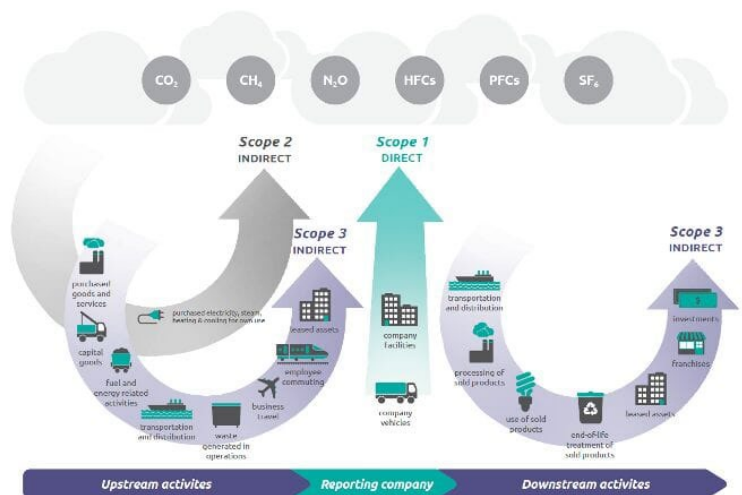 CO₂
CH₄
N₂O
HFCs
PFCs
SF₆
Scope 2
INDIRECT
Scope 1
DIRECT
Scope 3
INDIRECT
Scope 3
INDIRECT
purchased
goods and
services
capital
goods
fuel and
energy related
activities
transportation
and distribution
waste
generated in
operations
business
travel
employee
commuting
leased assets
purchased electricity, steam,
heating & cooling for own use
company
facilities
company
vehicles
transportation
and distribution
processing of
sold products
use of sold
products
end-of-life
treatment of
sold products
leased assets
franchises
investments
Upstream activites
Reporting company
Downstream activites